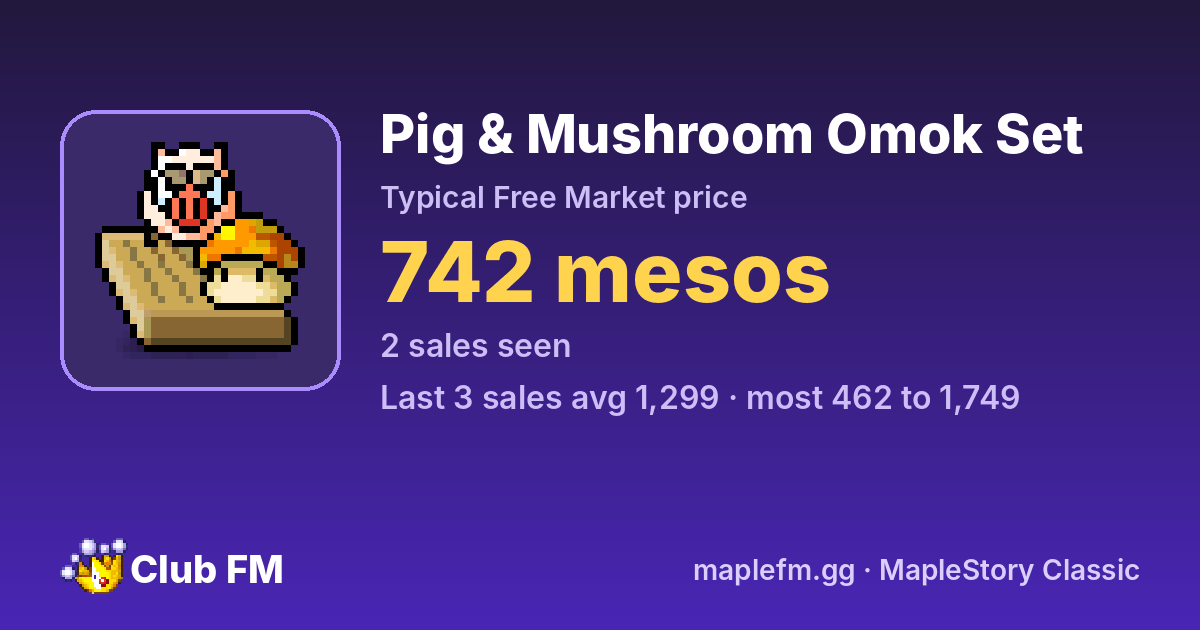 Pig & Mushroom Omok Set
Typical Free Market price
742 mesos
2 sales seen
Last 3 sales avg 1,299 · most 462 to 1,749
Club FM
maplefm.gg · MapleStory Classic